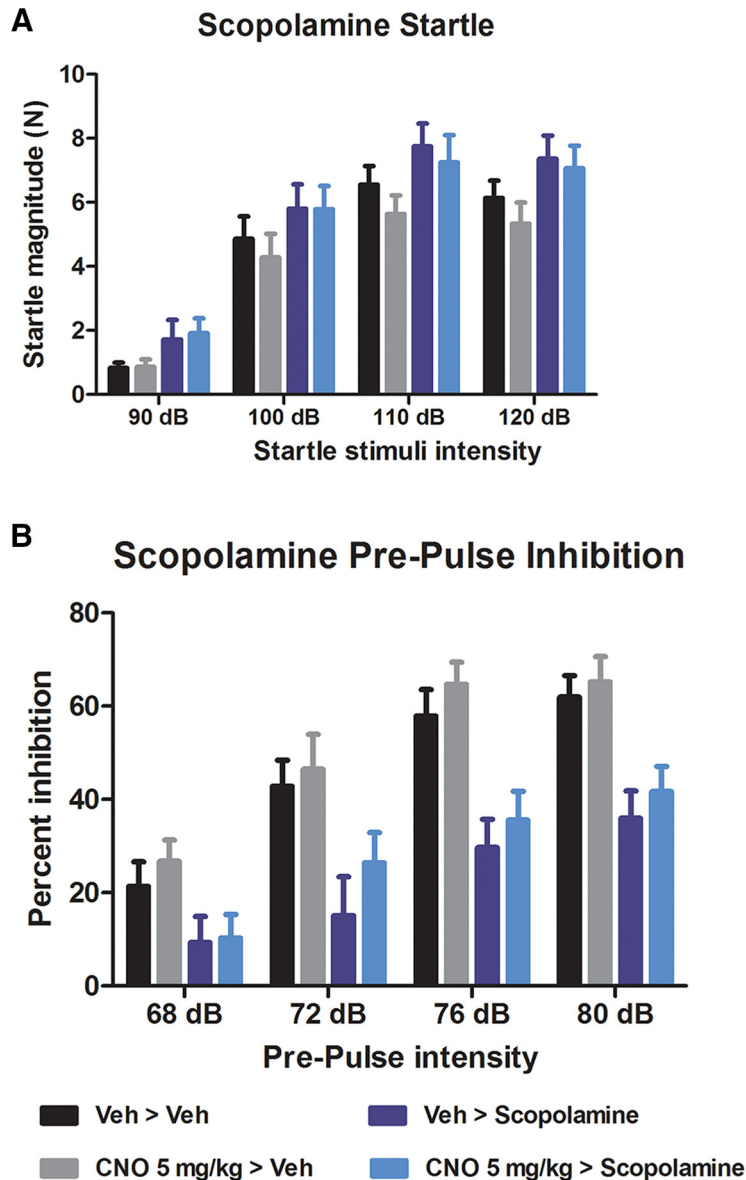 A
Scopolamine Startle
Startle magnitude (N)
10
8
6
4
2
0
90 dB
100 dB
110 dB
120 dB
Startle stimuli intensity
B
Scopolamine Pre-Pulse Inhibition
Percent inhibition
80
60
40
20
0
68 dB
72 dB
76 dB
80 dB
Pre-Pulse intensity
Veh > Veh
Veh > Scopolamine
CNO 5 mg/kg > Veh
CNO 5 mg/kg > Scopolamine